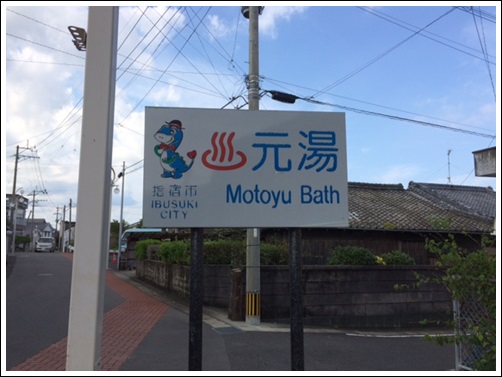 ♨元湯
Motoyu Bath
指宿市
IBUSUKI
CITY